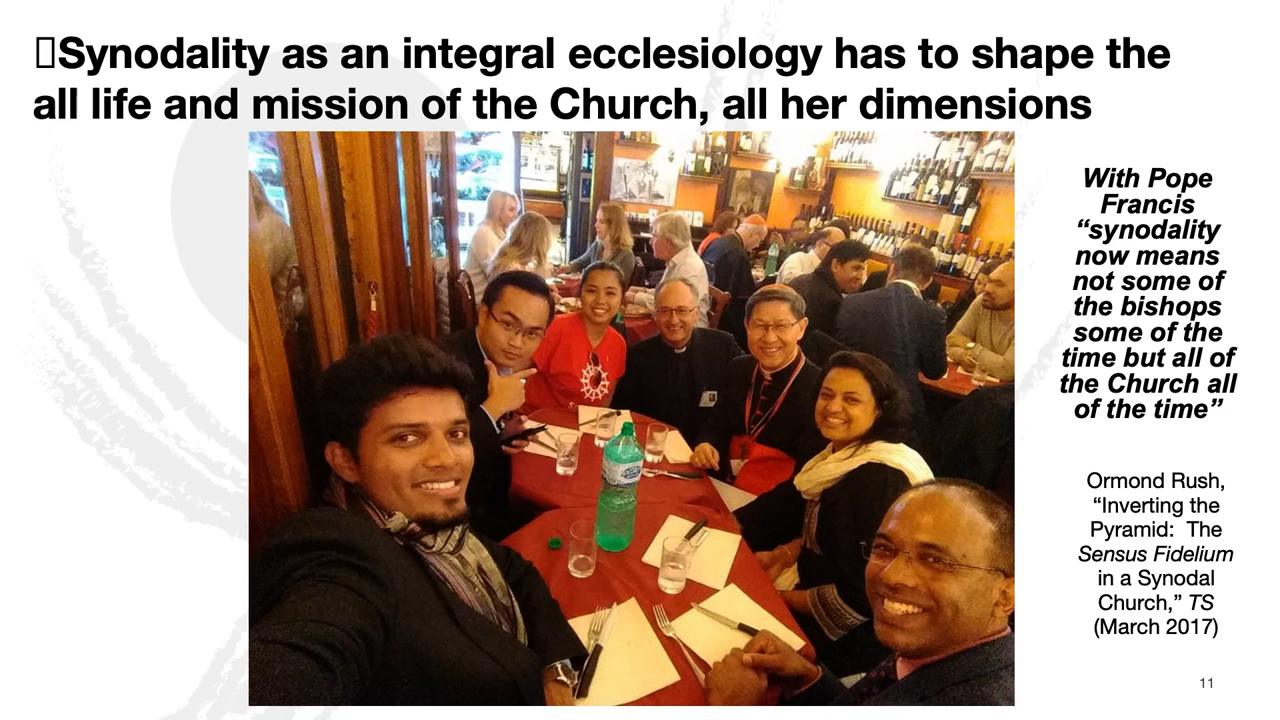 Synodality as an integral ecclesiology has to shape the
all life and mission of the Church, all her dimensions
With Pope
Francis
“synodality
now means
not some of
the bishops
some of the
time but all of
the Church all
of the time”
Ormond Rush,
“Inverting the
Pyramid: The
Sensus Fidelium
in a Synodal
Church,” TS
(March 2017)
11